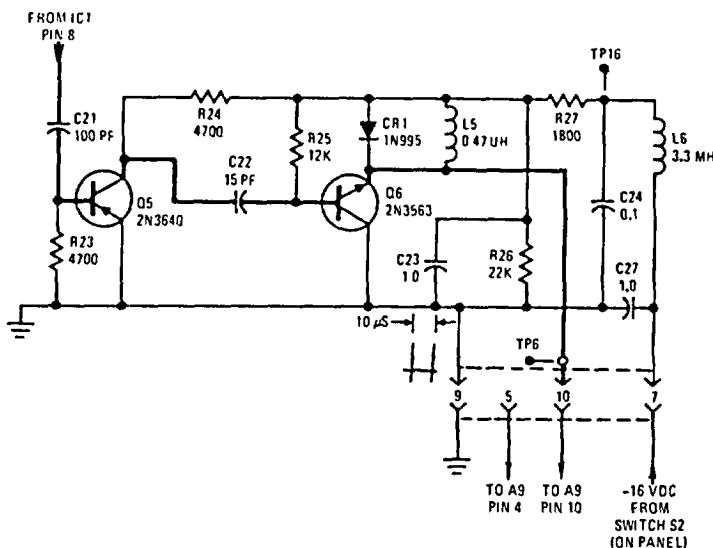 FROM IC1
PIN 8
C21
100 PF
R24
4700
R25
12K
CR1
1N995
L5
0.47 UH
TP16
R27
1800
L6
3.3 MH
C22
15 PF
Q5
2N3640
Q6
2N3563
C24
0.1
R23
4700
C23
1.0
R26
22K
C27
1.0
10 µS
TP6
9
5
10
7
TO A9
PIN 4
TO A9
PIN 10
-16 VDC
FROM
SWITCH S2
(ON PANEL)